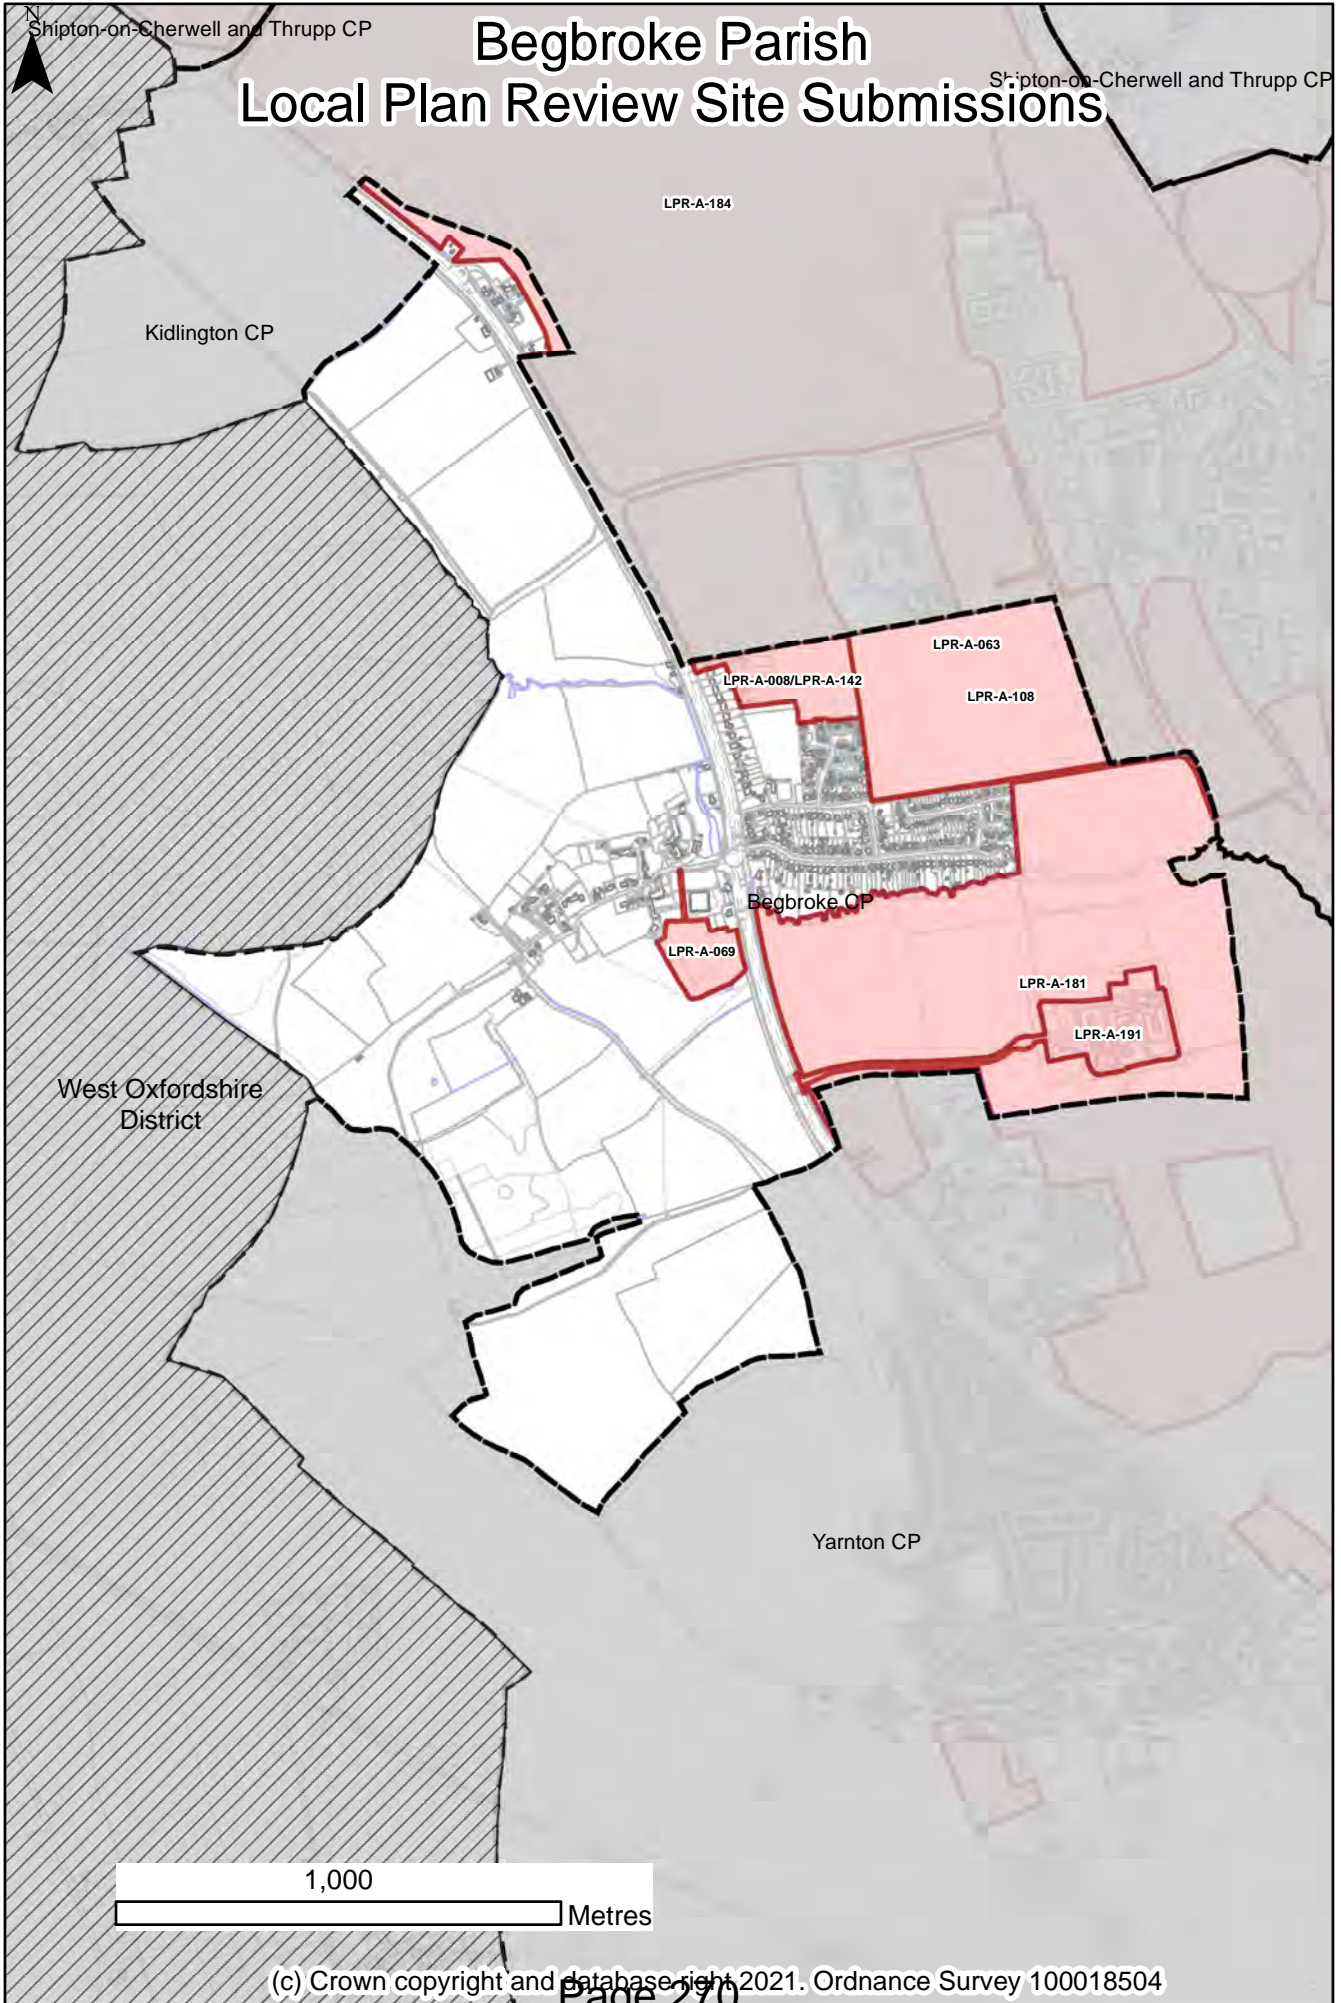 N
Shipton-on-Cherwell and Thrupp CP
Begbroke Parish
Local Plan Review Site Submissions
Shipton-on-Cherwell and Thrupp CP
LPR-A-184
Kidlington CP
LPR-A-063
LPR-A-008/LPR-A-142
LPR-A-108
Begbroke CP
LPR-A-069
LPR-A-181
LPR-A-191
West Oxfordshire
District
Yarnton CP
1,000
Metres
(c) Crown copyright and database right 2021. Ordnance Survey 100018504
Page 270